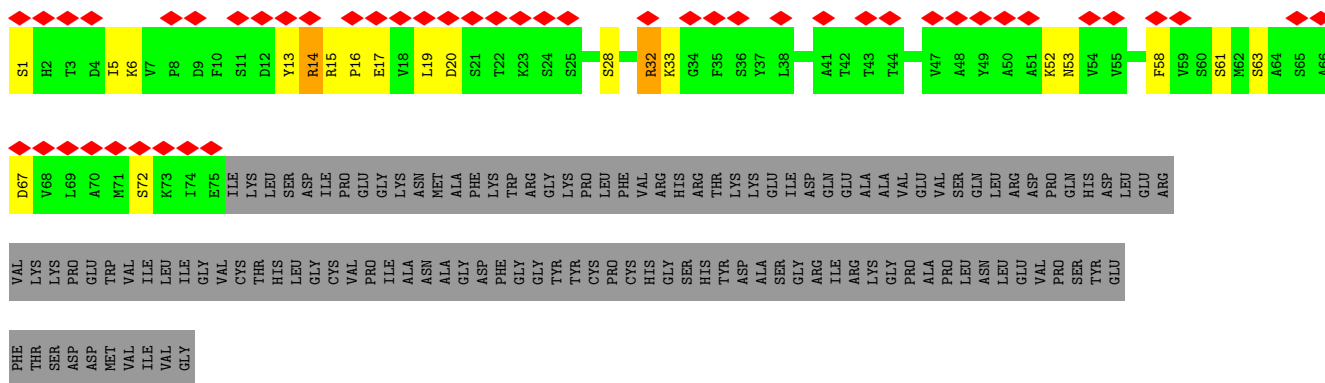 S1 H2 T3 D4 I5 K6 V7 P8 D9 F10 S11 D12 Y13 R14 R15 P16 E17 V18 L19 D20 S21 T22 K23 S24 S25 S28 R32 K33 G34 F35 S36 Y37 L38 A41 T42 T43 T44 V47 A48 Y49 A50 A51 K52 N53 V54 V55 F58 V59 S60 S61 M62 S63 A64 S65 A66
D67 V68 L69 A70 M71 S72 K73 I74 E75 ILE LYS LEU SER ASP ILE PRO GLU GLY LYS ASN MET ALA PHE LYS TRP ARG GLY LYS PRO LEU PHE VAL ARG HIS ARG THR LYS LYS GLU ILE ASP GLN GLU ALA ALA VAL GLU VAL SER GLN LEU ARG ASP PRO GLN HIS ASP LEU GLU ARG
VAL LYS LYS PRO GLU TRP VAL ILE LEU ILE GLY VAL CYS THR HIS LEU GLY CYS VAL PRO ILE ALA ASN ALA GLY ASP PHE GLY GLY TYR TYR CYS PRO CYS HIS GLY SER HIS TYR ASP ALA SER GLY ARG ILE ARG LYS GLY PRO ALA PRO LEU ASN LEU GLU VAL PRO SER TYR GLU
PHE THR SER ASP ASP MET VAL ILE VAL GLY